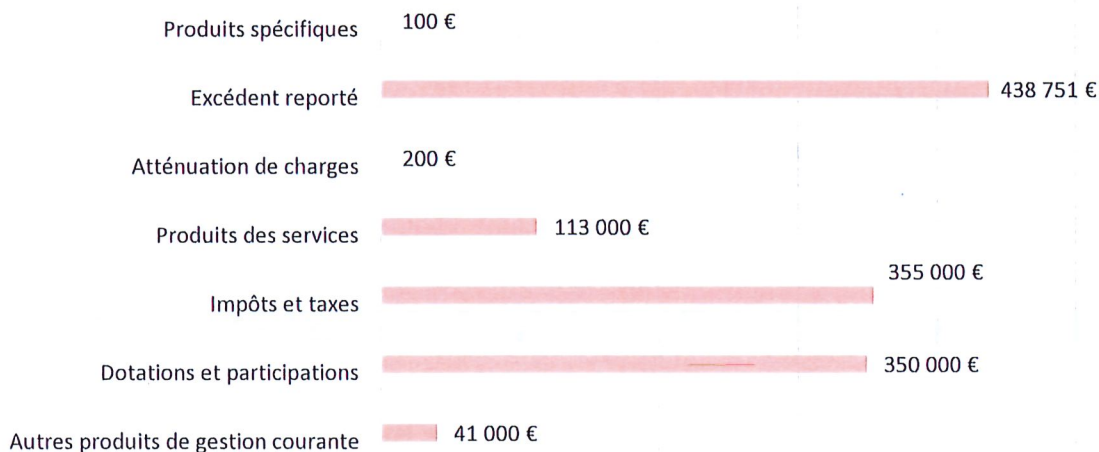 Produits spécifiques 100 €
Excédent reporté 438 751 €
Atténuation de charges 200 €
Produits des services 113 000 €
Impôts et taxes 355 000 €
Dotations et participations 350 000 €
Autres produits de gestion courante 41 000 €